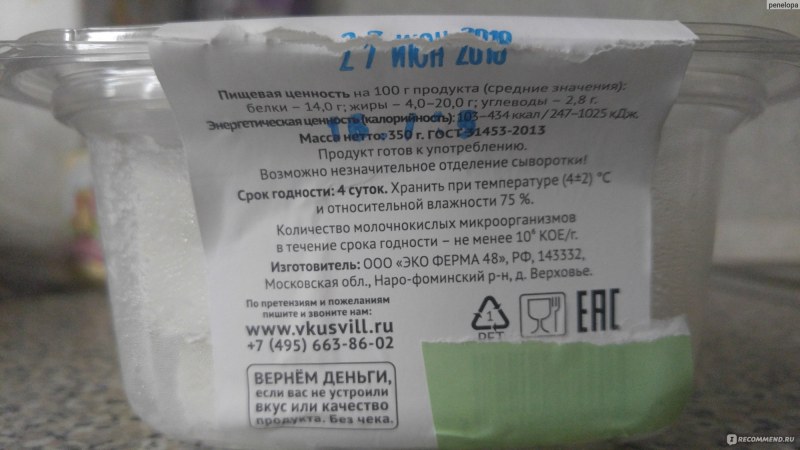 penelopa
27 ИЮН 2018
Пищевая ценность на 100 г продукта (средние значения):
белки – 14,0 г; жиры – 4,0–20,0 г; углеводы – 2,8 г.
Энергетическая ценность (калорийность): 103–434 ккал / 247–1025 кДж.
Масса нетто: 350 г. ГОСТ 31453-2013
Продукт готов к употреблению.
Возможно незначительное отделение сыворотки!
Срок годности: 4 суток. Хранить при температуре (4±2) °С
и относительной влажности 75 %.
Количество молочнокислых микроорганизмов
в течение срока годности – не менее 10⁶ КОЕ/г.
Изготовитель: ООО «ЭКО ФЕРМА 48», РФ, 143332,
Московская обл., Наро-фоминский р-н, д. Верховье.
По претензиям и пожеланиям
пишите и звоните нам:
www.vkusvill.ru
+7 (495) 663-86-02
1
PET
EAC
ВЕРНЁМ ДЕНЬГИ,
если вас не устроили
вкус или качество
продукта. Без чека.
RECOMMEND.RU